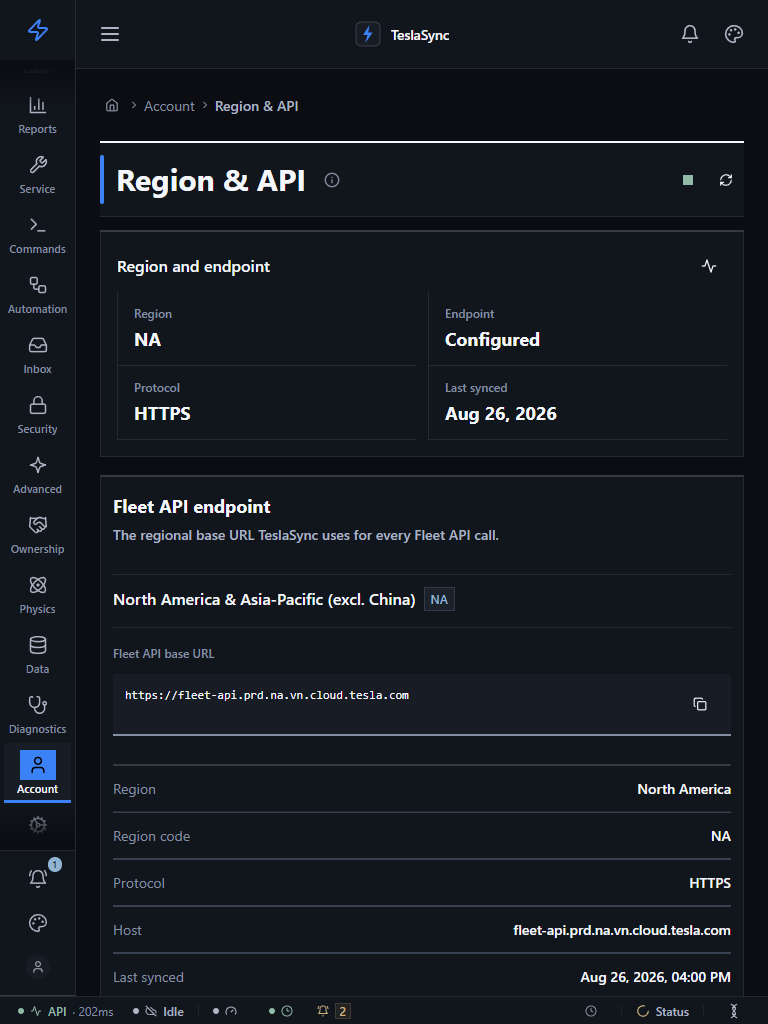 TeslaSync
Account
Region & API
Reports
Service
Commands
Automation
Inbox
Security
Advanced
Ownership
Physics
Data
Diagnostics
Account
1
Region & API
Region and endpoint
Region
NA
Endpoint
Configured
Protocol
HTTPS
Last synced
Aug 26, 2026
Fleet API endpoint
The regional base URL TeslaSync uses for every Fleet API call.
North America & Asia-Pacific (excl. China) NA
Fleet API base URL
https://fleet-api.prd.na.vn.cloud.tesla.com
Region North America
Region code NA
Protocol HTTPS
Host fleet-api.prd.na.vn.cloud.tesla.com
Last synced Aug 26, 2026, 04:00 PM
API · 202ms Idle 2 Status